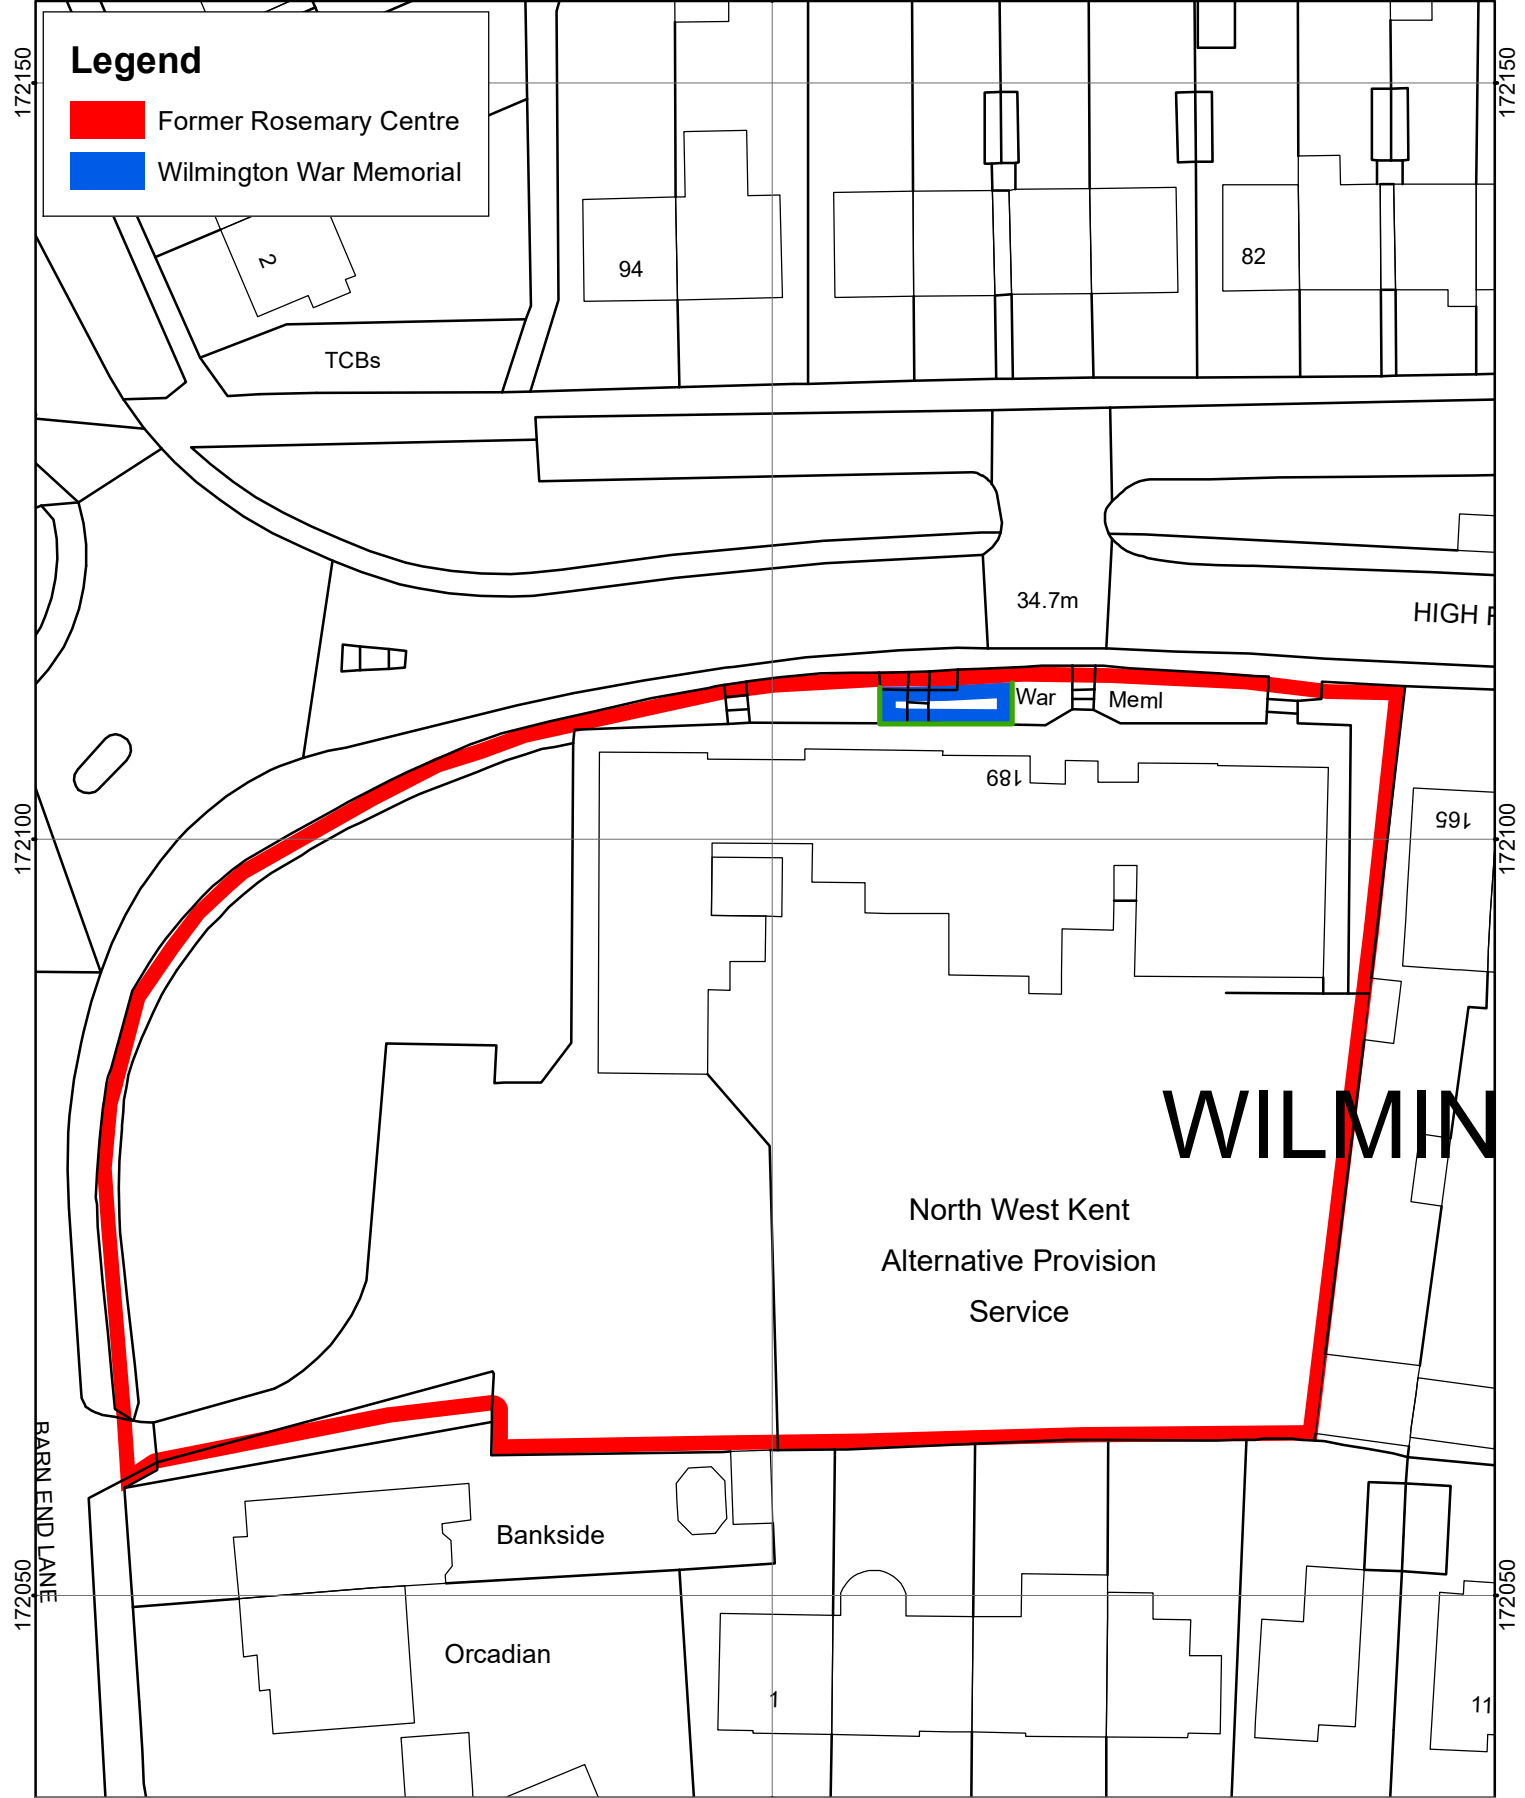 172150
172150
Legend
Former Rosemary Centre
Wilmington War Memorial
2
94
82
TCBs
34.7m
HIGH
War Meml
189
165
172100
172100
WILMIN
North West Kent
Alternative Provision
Service
BARN END LANE
Bankside
172050
172050
Orcadian
1
11